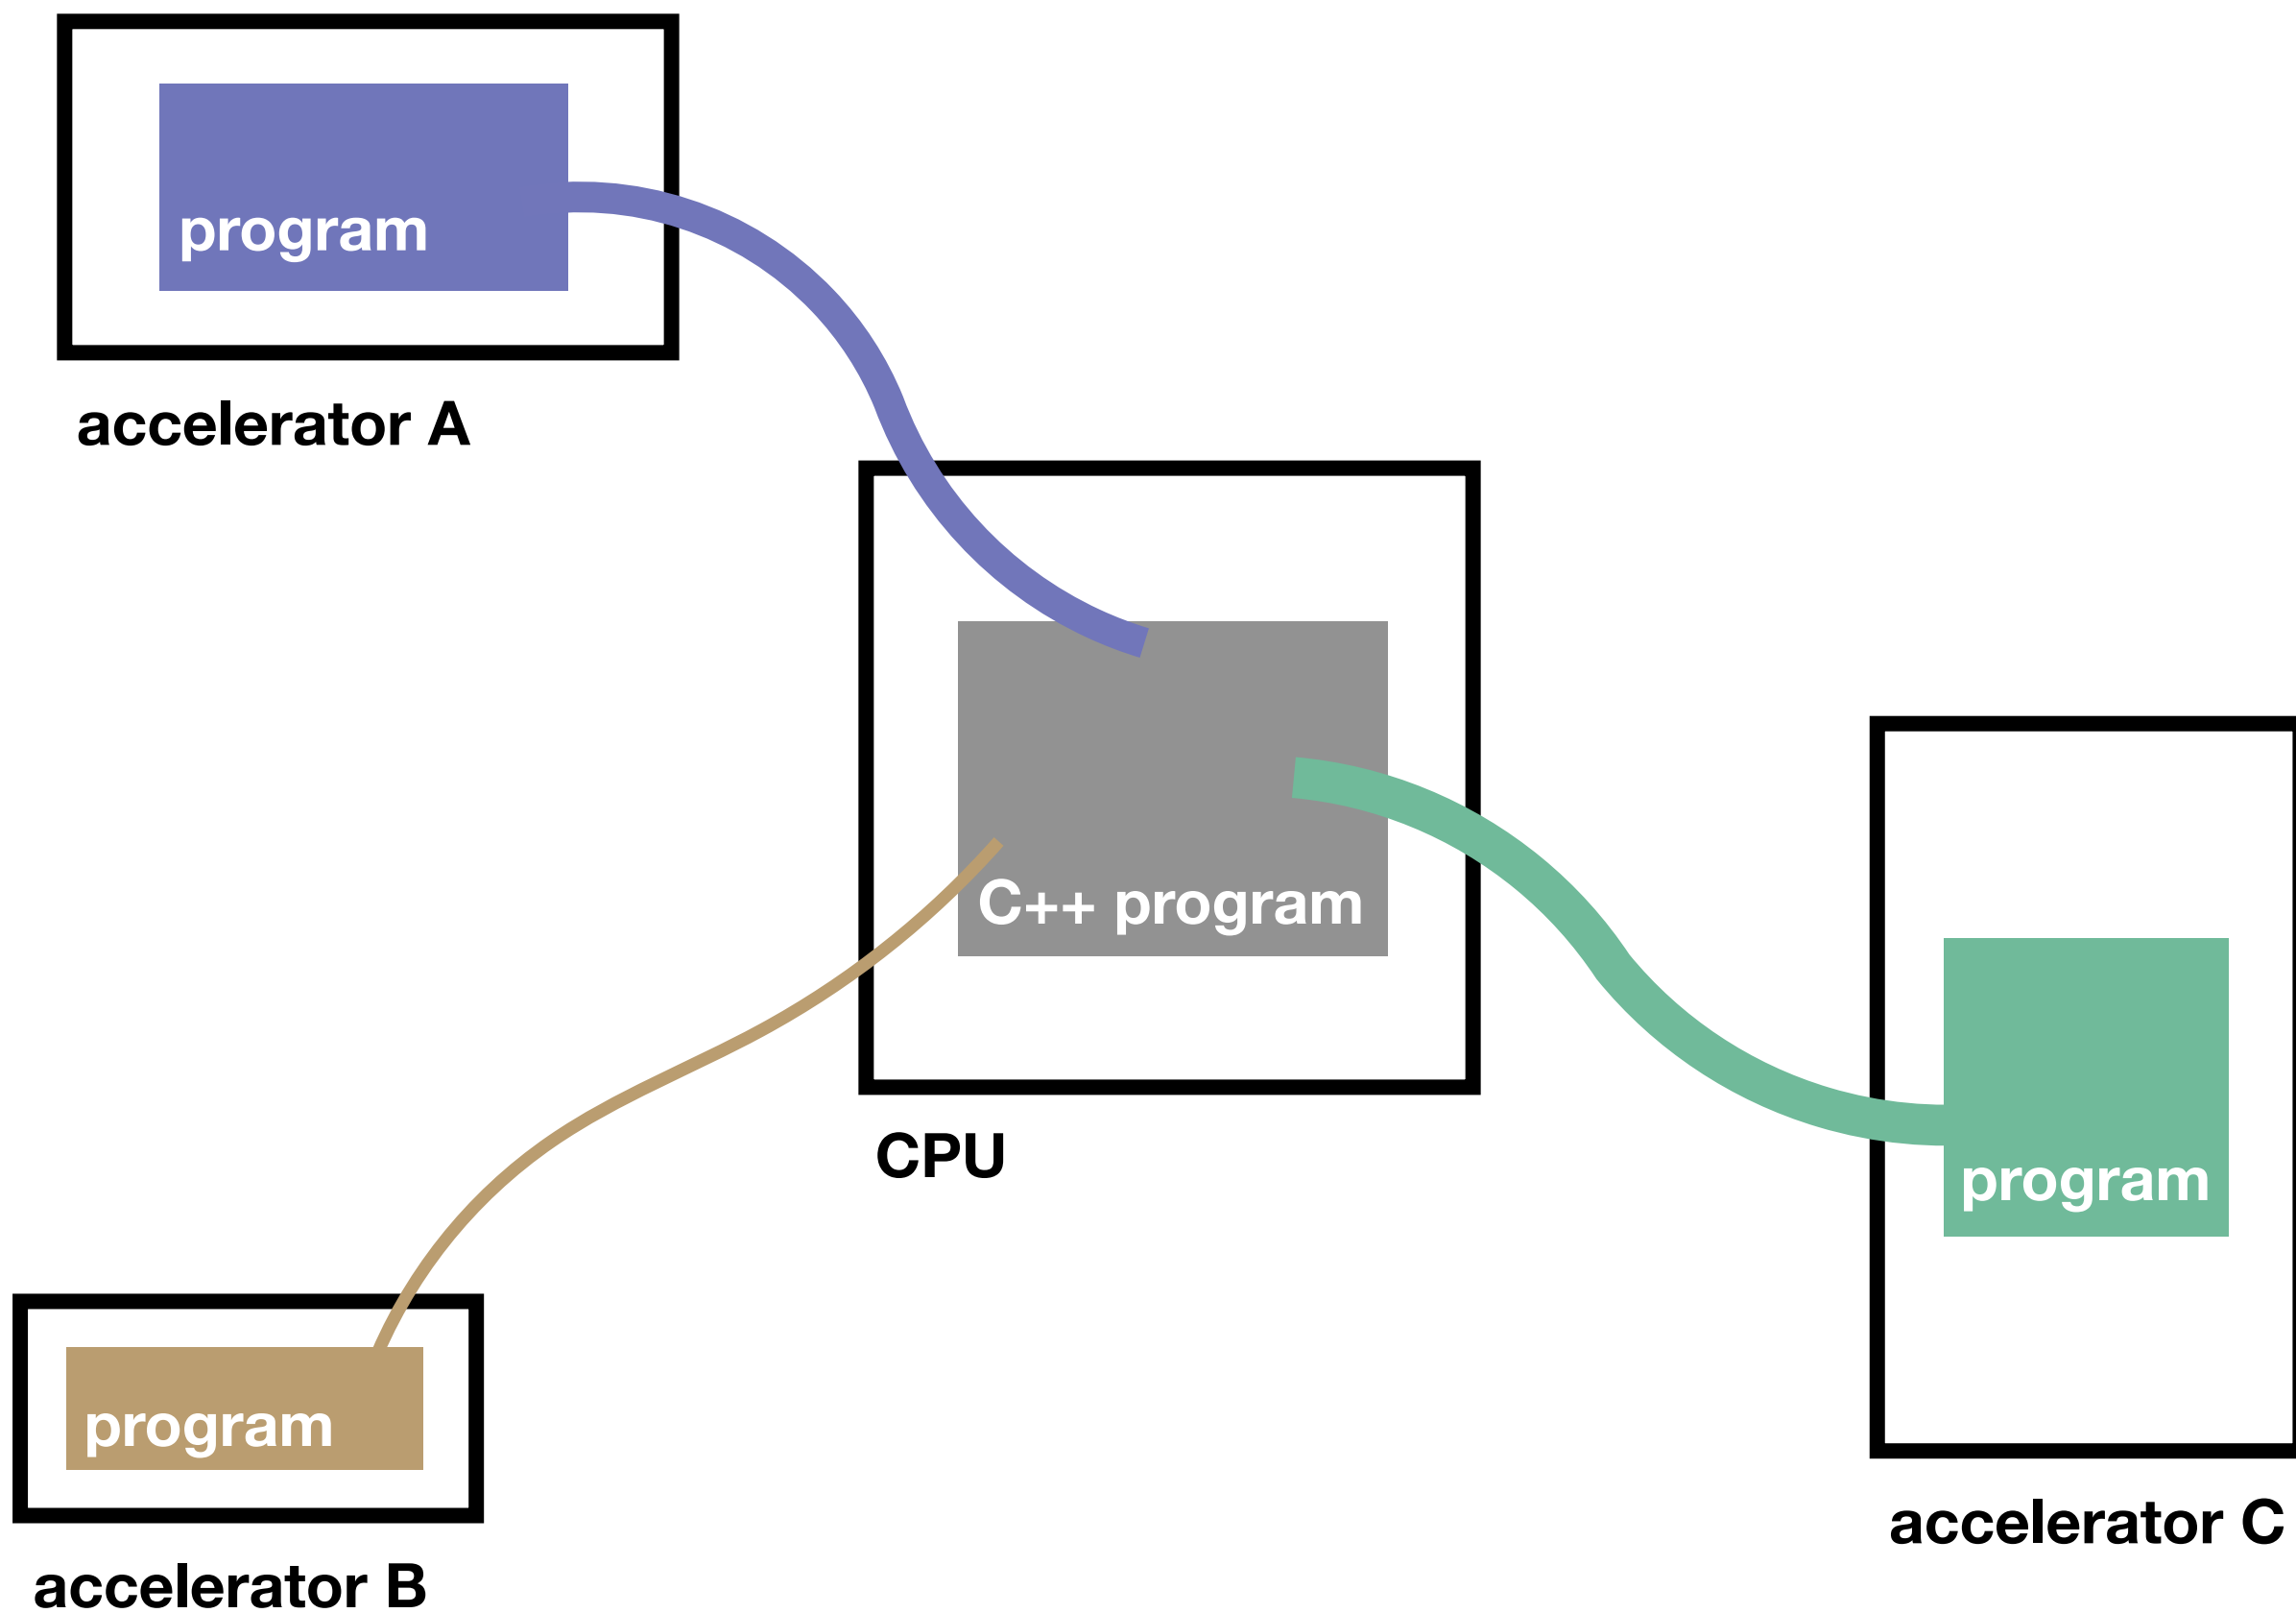 program
accelerator A
C++ program
CPU
program
accelerator C
program
accelerator B